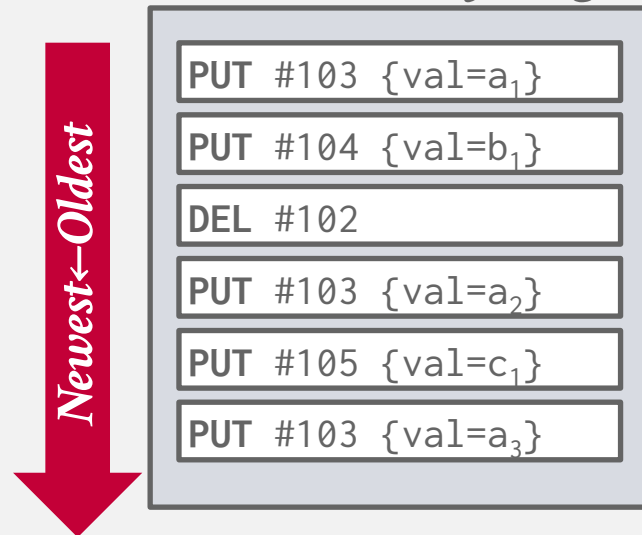 Newest←Oldest
PUT #103 {val=a₁}
PUT #104 {val=b₁}
DEL #102
PUT #103 {val=a₂}
PUT #105 {val=c₁}
PUT #103 {val=a₃}